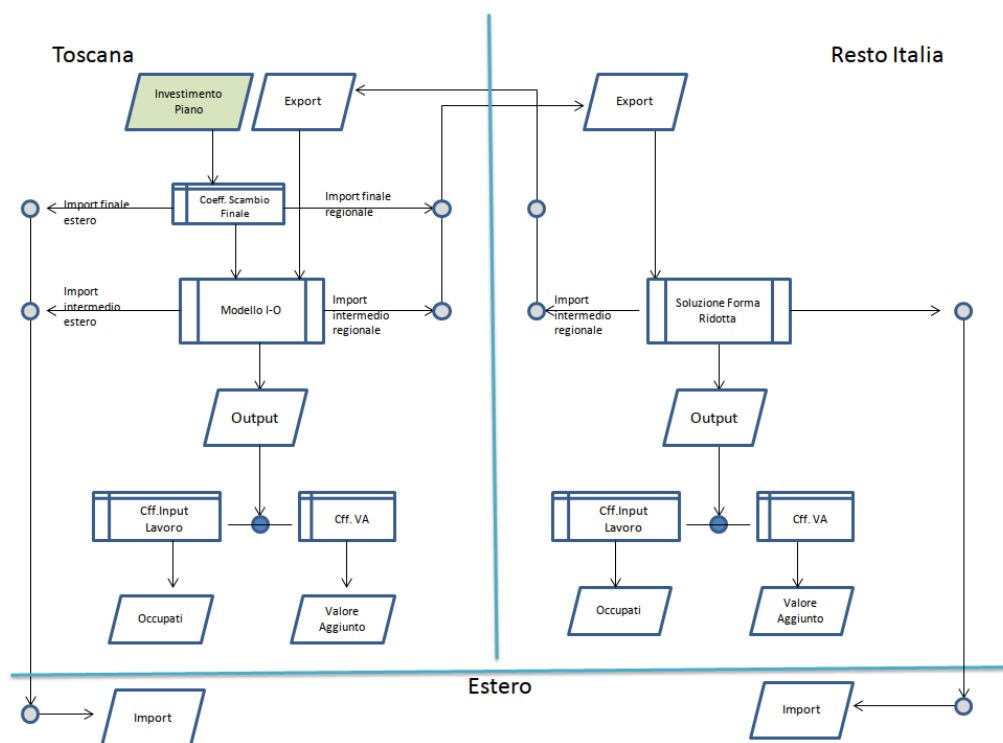 Toscana
Resto Italia
Investimento
Piano
Export
Export
Coeff. Scambio
Finale
Import finale
estero
Import finale
regionale
Import
intermedio
estero
Modello I-O
Import
intermedio
regionale
Import
intermedio regionale
Soluzione Forma
Ridotta
Output
Output
Cff.Input
Lavoro
Cff. VA
Cff.Input
Lavoro
Cff. VA
Occupati
Valore
Aggiunto
Occupati
Valore
Aggiunto
Estero
Import
Import